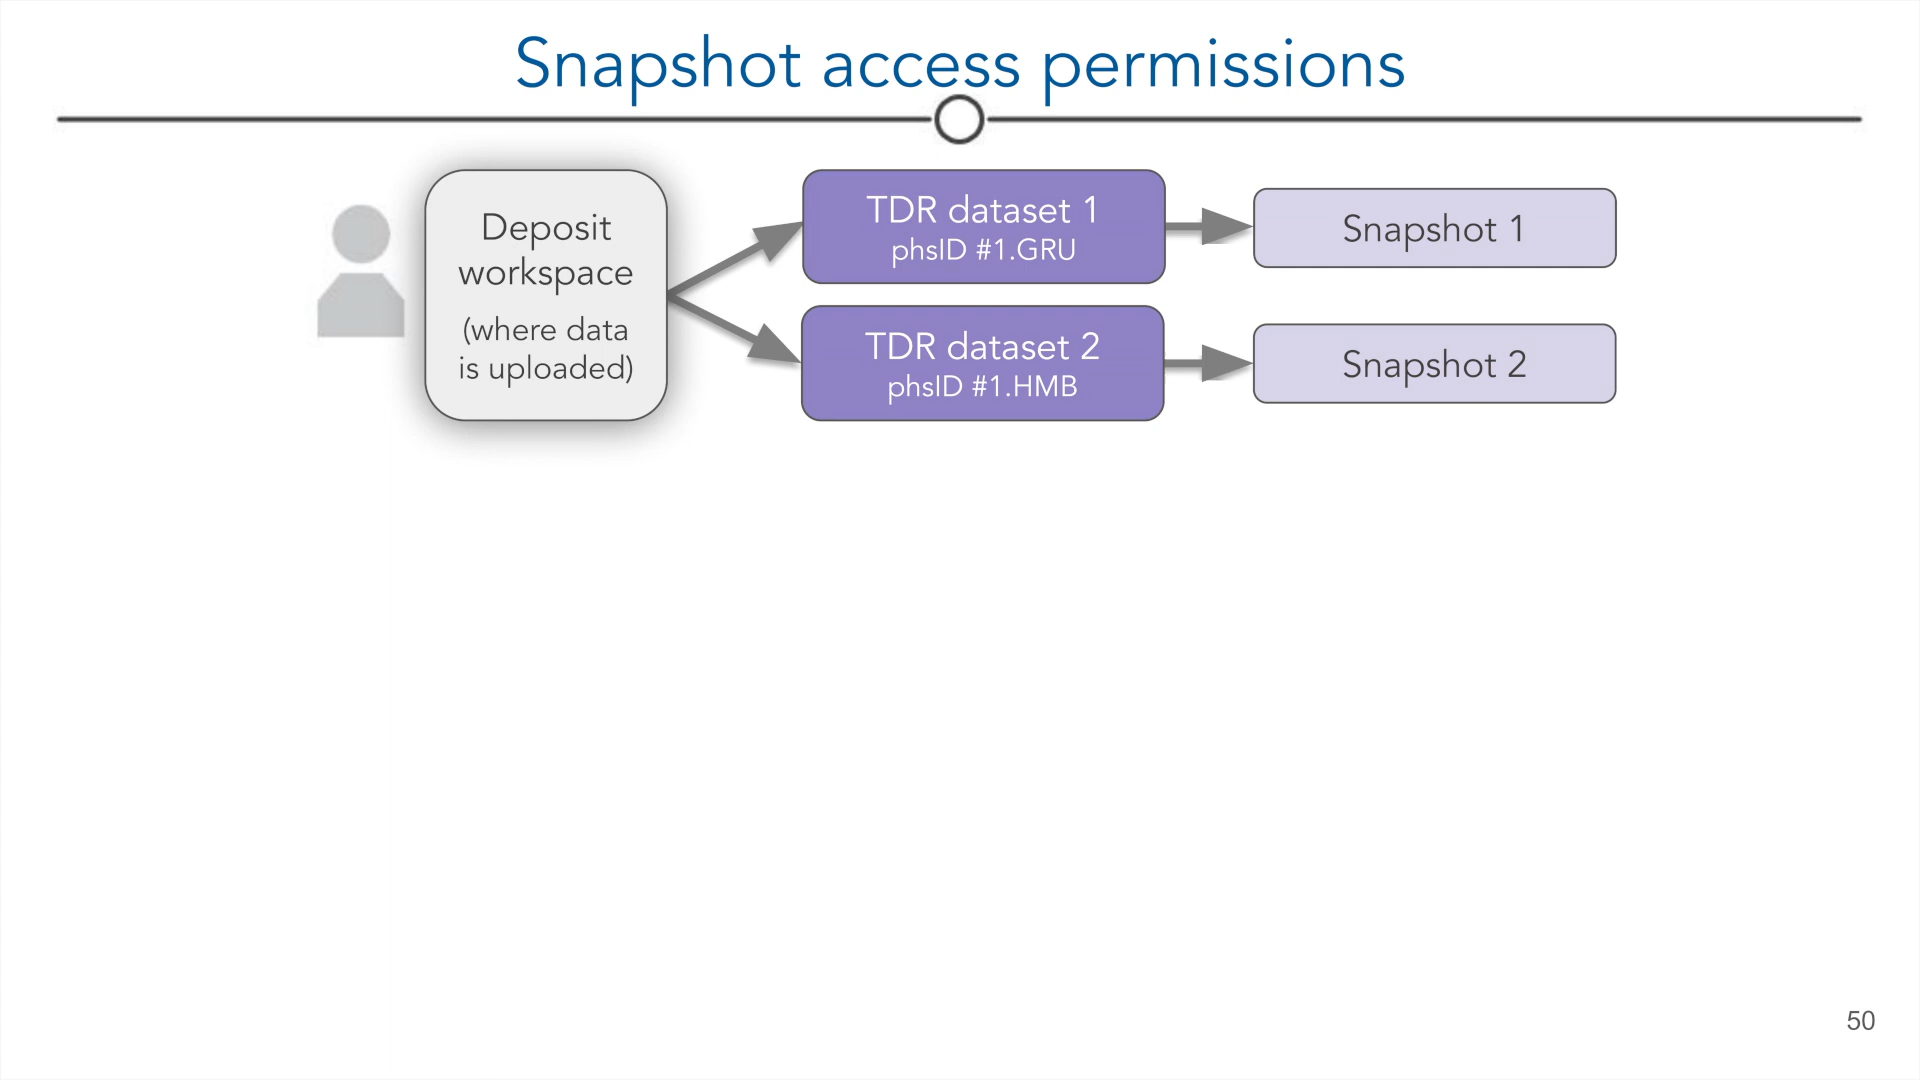 Snapshot access permissions
Deposit
workspace
(where data
is uploaded)
TDR dataset 1
phsID #1.GRU
Snapshot 1
TDR dataset 2
phsID #1.HMB
Snapshot 2
50